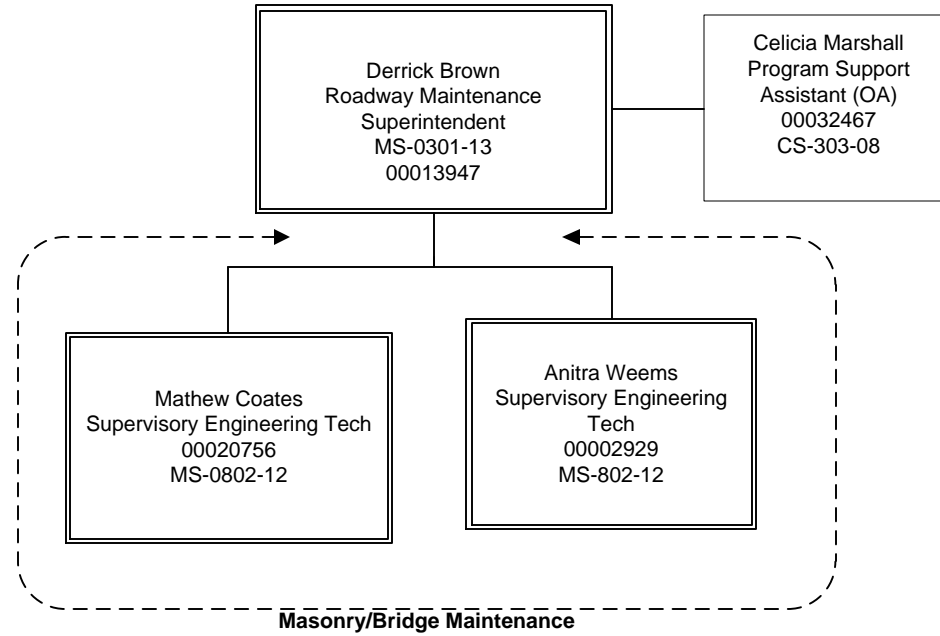 Derrick Brown
Roadway Maintenance
Superintendent
MS-0301-13
00013947
Celicia Marshall
Program Support
Assistant (OA)
00032467
CS-303-08
Mathew Coates
Supervisory Engineering Tech
00020756
MS-0802-12
Anitra Weems
Supervisory Engineering
Tech
00002929
MS-802-12
Masonry/Bridge Maintenance